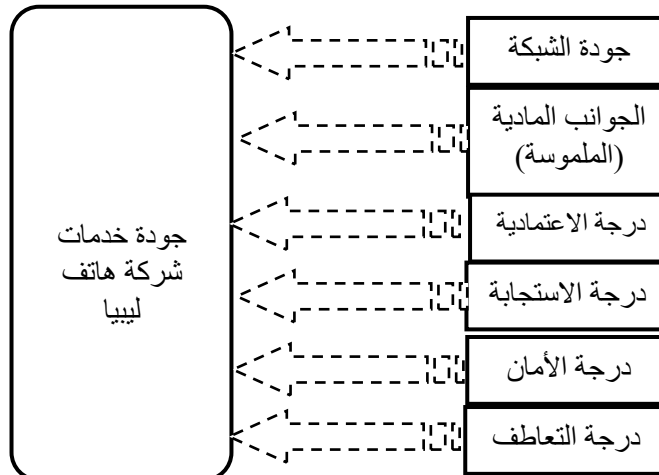 جودة الشبكة
الجوانب المادية
(الملموسة)
درجة الاعتمادية
درجة الاستجابة
درجة الأمان
درجة التعاطف
جودة خدمات
شركة هاتف
ليبيا